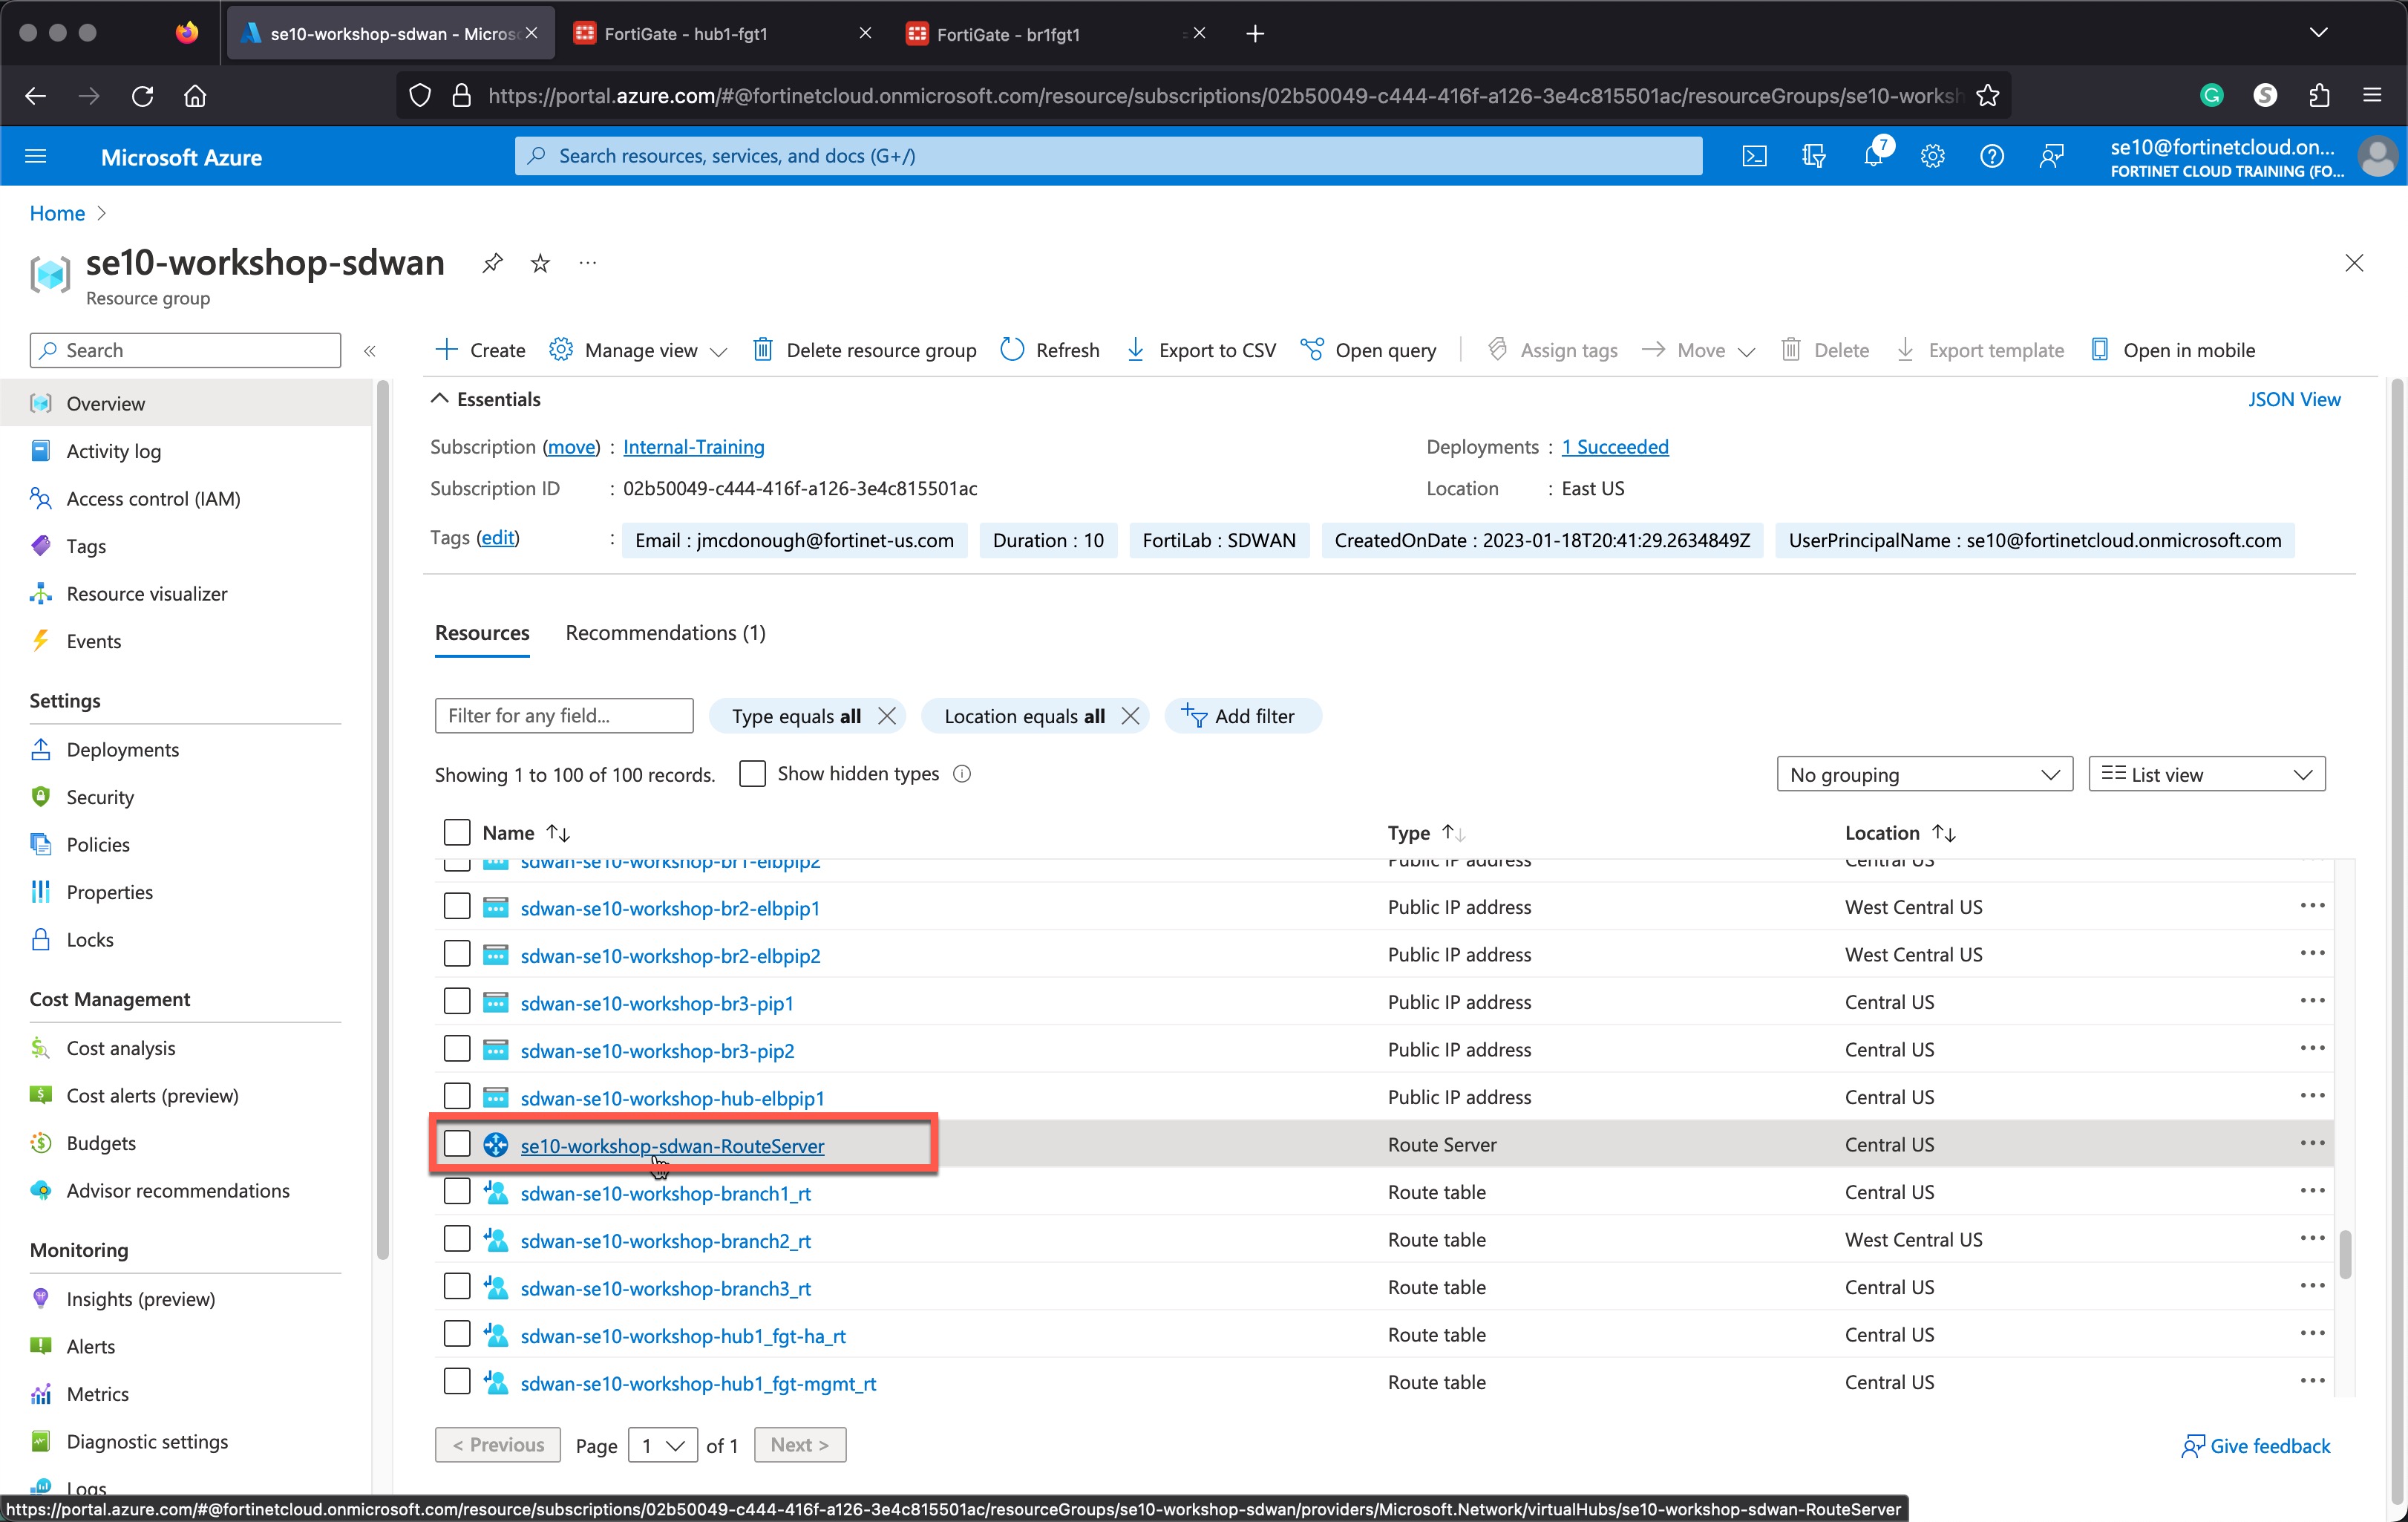 se10-workshop-sdwan - Micros
FortiGate - hub1-fgt1
FortiGate - br1fgt1
https://portal.azure.com/#@fortinetcloud.onmicrosoft.com/resource/subscriptions/02b50049-c444-416f-a126-3e4c815501ac/resourceGroups/se10-worksh
Microsoft Azure
Search resources, services, and docs (G+/)
7
se10@fortinetcloud.on...
FORTINET CLOUD TRAINING (FO...
Home
se10-workshop-sdwan
Resource group
Search
Create
Manage view
Delete resource group
Refresh
Export to CSV
Open query
Assign tags
Move
Delete
Export template
Open in mobile
Overview
Activity log
Access control (IAM)
Tags
Resource visualizer
Events
Settings
Deployments
Security
Policies
Properties
Locks
Cost Management
Cost analysis
Cost alerts (preview)
Budgets
Advisor recommendations
Monitoring
Insights (preview)
Alerts
Metrics
Diagnostic settings
Logs
Essentials
JSON View
Subscription (move) : Internal-Training
Deployments : 1 Succeeded
Subscription ID : 02b50049-c444-416f-a126-3e4c815501ac
Location : East US
Tags (edit) : Email : jmcdonough@fortinet-us.com Duration : 10 FortiLab : SDWAN CreatedOnDate : 2023-01-18T20:41:29.2634849Z UserPrincipalName : se10@fortinetcloud.onmicrosoft.com
Resources Recommendations (1)
Filter for any field...
Type equals all
Location equals all
Add filter
Showing 1 to 100 of 100 records.
Show hidden types
No grouping
List view
Name Type Location
sdwan-se10-workshop-br1-elbpip2 Public IP address Central US
sdwan-se10-workshop-br2-elbpip1 Public IP address West Central US
sdwan-se10-workshop-br2-elbpip2 Public IP address West Central US
sdwan-se10-workshop-br3-pip1 Public IP address Central US
sdwan-se10-workshop-br3-pip2 Public IP address Central US
sdwan-se10-workshop-hub-elbpip1 Public IP address Central US
se10-workshop-sdwan-RouteServer Route Server Central US
sdwan-se10-workshop-branch1_rt Route table Central US
sdwan-se10-workshop-branch2_rt Route table West Central US
sdwan-se10-workshop-branch3_rt Route table Central US
sdwan-se10-workshop-hub1_fgt-ha_rt Route table Central US
sdwan-se10-workshop-hub1_fgt-mgmt_rt Route table Central US
< Previous Page 1 of 1 Next >
Give feedback
https://portal.azure.com/#@fortinetcloud.onmicrosoft.com/resource/subscriptions/02b50049-c444-416f-a126-3e4c815501ac/resourceGroups/se10-workshop-sdwan/providers/Microsoft.Network/virtualHubs/se10-workshop-sdwan-RouteServer